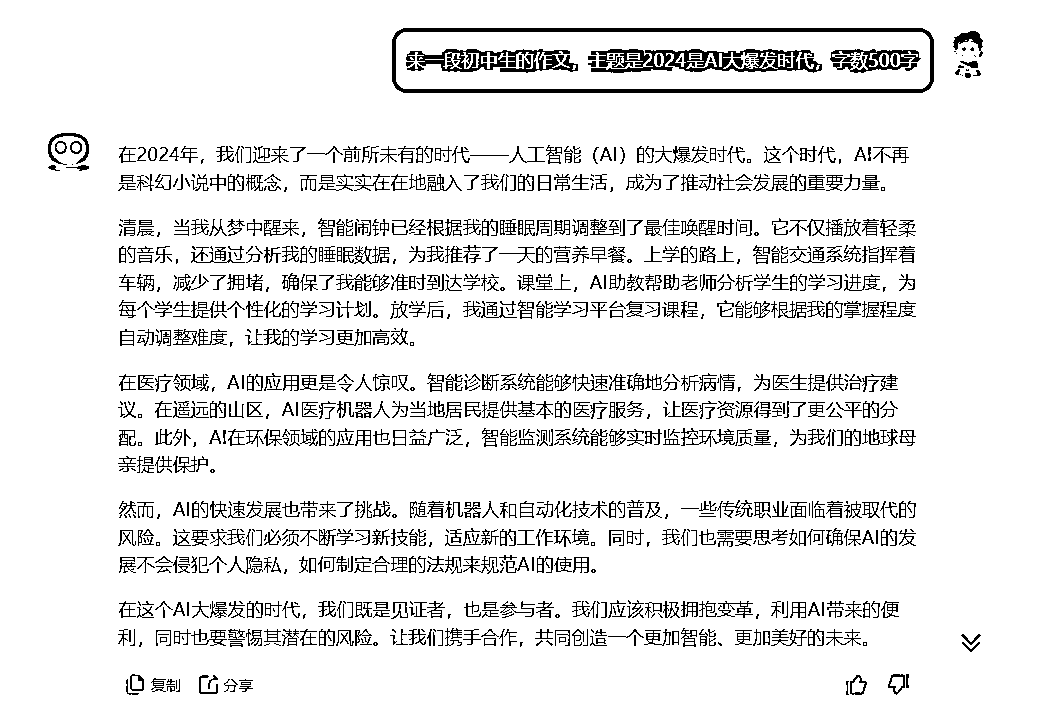 来一段初中生的作文，主题是2024是AI大爆发时代，字数500字
在2024年，我们迎来了一个前所未有的时代——人工智能（AI）的大爆发时代。这个时代，AI不再
是科幻小说中的概念，而是实实在在地融入了我们的日常生活，成为了推动社会发展的重要力量。
清晨，当我从梦中醒来，智能闹钟已经根据我的睡眠周期调整到了最佳唤醒时间。它不仅播放着轻柔
的音乐，还通过分析我的睡眠数据，为我推荐了一天的营养早餐。上学的路上，智能交通系统指挥着
车辆，减少了拥堵，确保了我能够准时到达学校。课堂上，AI助教帮助老师分析学生的学习进度，为
每个学生提供个性化的学习计划。放学后，我通过智能学习平台复习课程，它能够根据我的掌握程度
自动调整难度，让我的学习更加高效。
在医疗领域，AI的应用更是令人惊叹。智能诊断系统能够快速准确地分析病情，为医生提供治疗建
议。在遥远的山区，AI医疗机器人为当地居民提供基本的医疗服务，让医疗资源得到了更公平的分
配。此外，AI在环保领域的应用也日益广泛，智能监测系统能够实时监控环境质量，为我们的地球母
亲提供保护。
然而，AI的快速发展也带来了挑战。随着机器人和自动化技术的普及，一些传统职业面临着被取代的
风险。这要求我们必须不断学习新技能，适应新的工作环境。同时，我们也需要思考如何确保AI的发
展不会侵犯个人隐私，如何制定合理的法规来规范AI的使用。
在这个AI大爆发的时代，我们既是见证者，也是参与者。我们应该积极拥抱变革，利用AI带来的便
利，同时也要警惕其潜在的风险。让我们携手合作，共同创造一个更加智能、更加美好的未来。
复制 分享